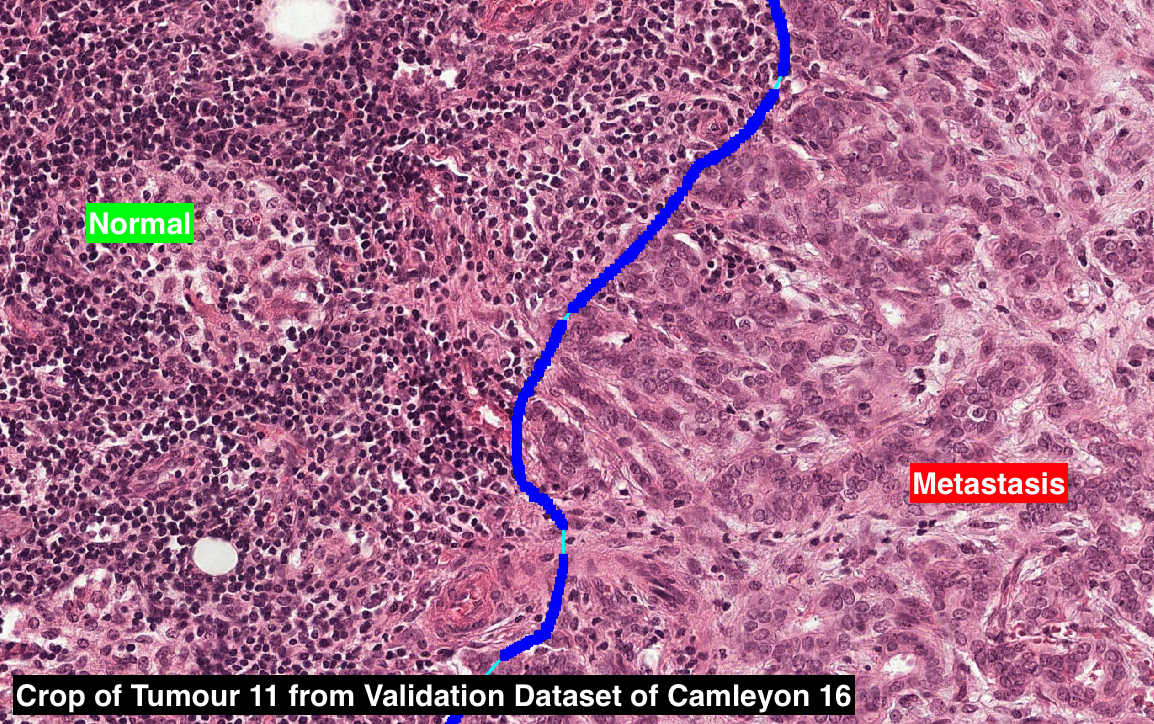 Normal
Metastasis
Crop of Tumour 11 from Validation Dataset of Camleyon 16